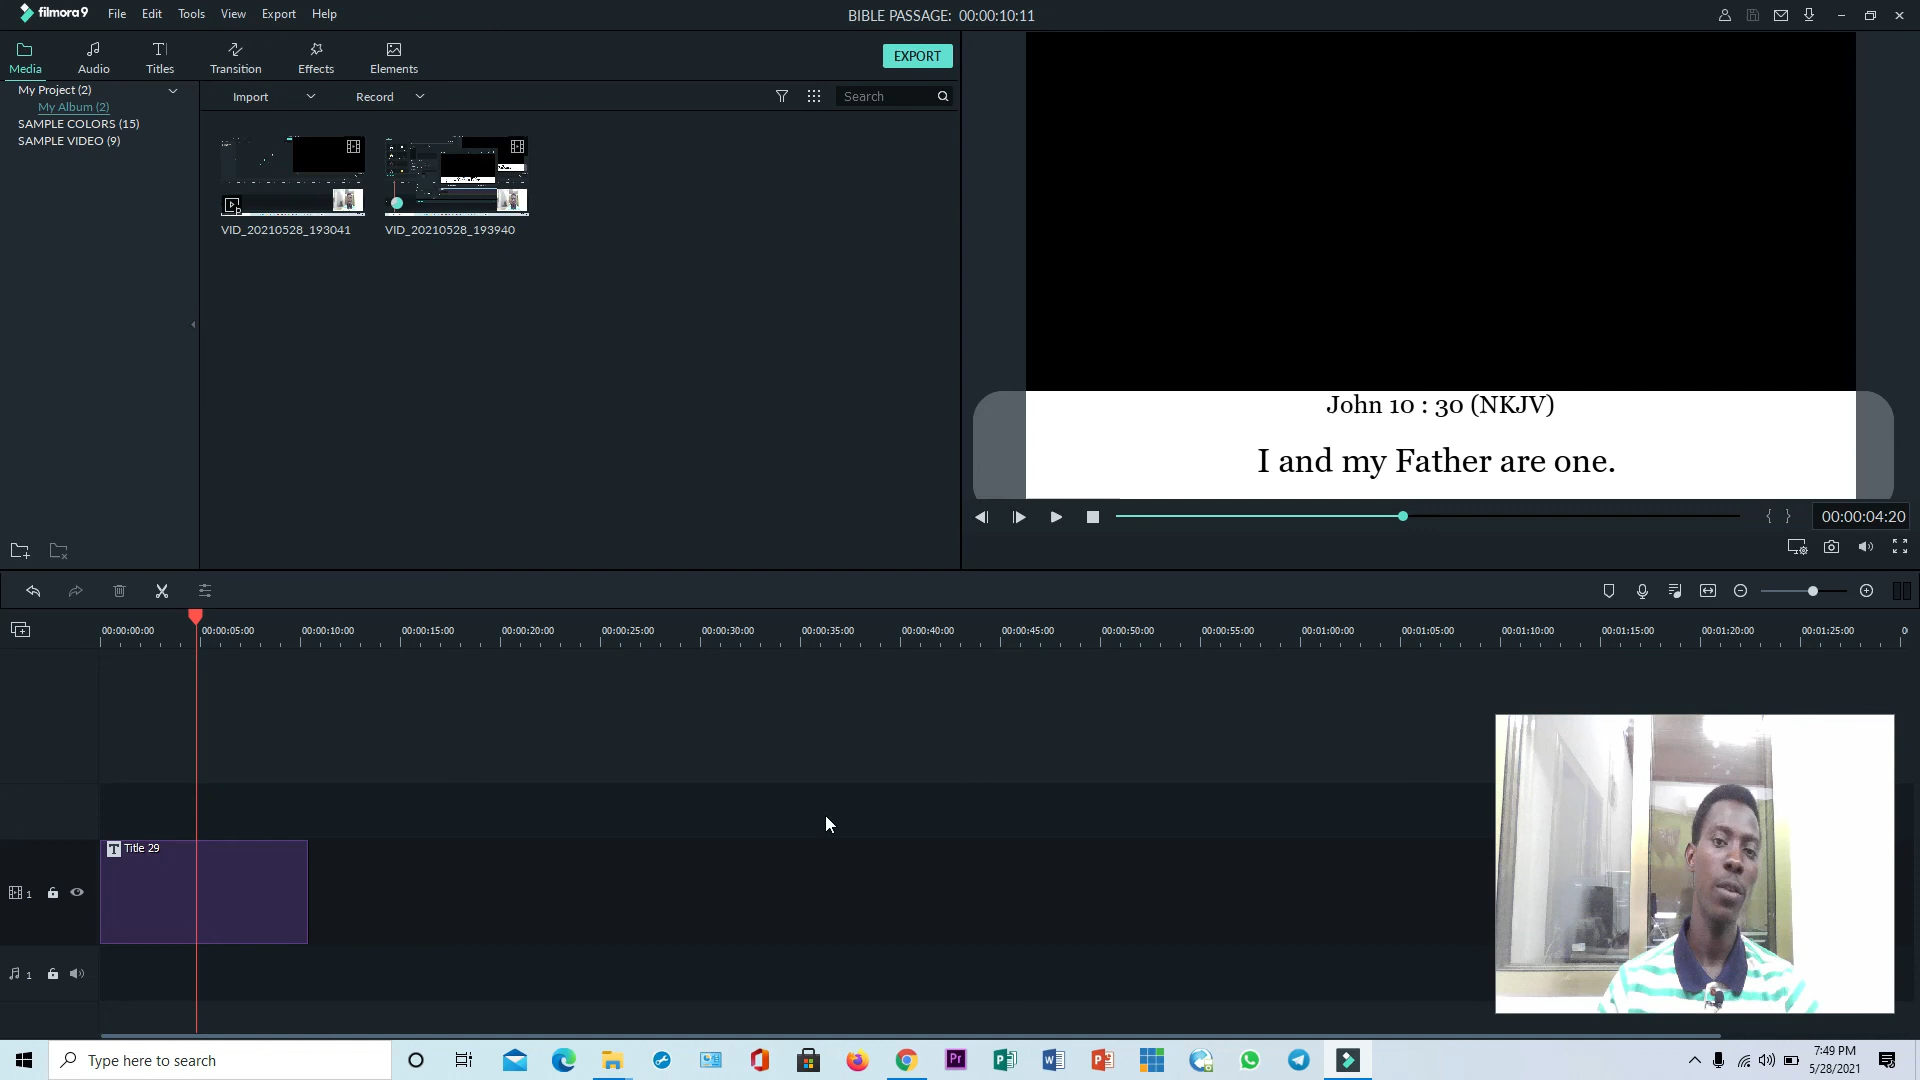 filmora9 File Edit Tools View Export Help BIBLE PASSAGE: 00:00:10:11
Media Audio Titles Transition Effects Elements EXPORT
My Project (2)
My Album (2)
SAMPLE COLORS (15)
SAMPLE VIDEO (9)
Import Record Search
VID_20210528_193041 VID_20210528_193940
John 10 : 30 (NKJV)
I and my Father are one.
{ } 00:00:04:20
00:00:00:00 00:00:05:00 00:00:10:00 00:00:15:00 00:00:20:00 00:00:25:00 00:00:30:00 00:00:35:00 00:00:40:00 00:00:45:00 00:00:50:00 00:00:55:00 00:01:00:00 00:01:05:00 00:01:10:00 00:01:15:00 00:01:20:00 00:01:25:00
T Title 29
1
1
Type here to search
Pr
7:49 PM
5/28/2021